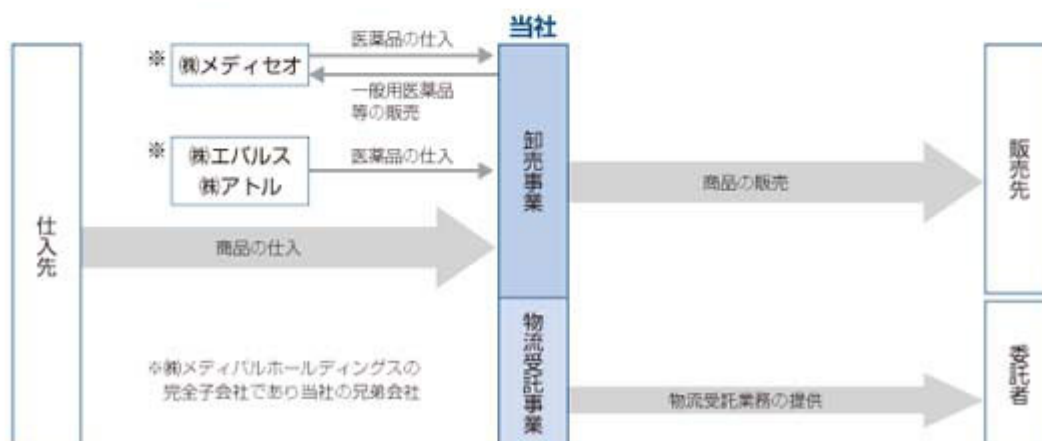 当社
※ ㈱メディセオ
医薬品の仕入
一般用医薬品
等の販売
※ ㈱エバルス
㈱アトル
医薬品の仕入
仕入先
商品の仕入
卸売事業
商品の販売
販売先
物流受託事業
物流受託業務の提供
委託者
※㈱メディパルホールディングスの
完全子会社であり当社の兄弟会社